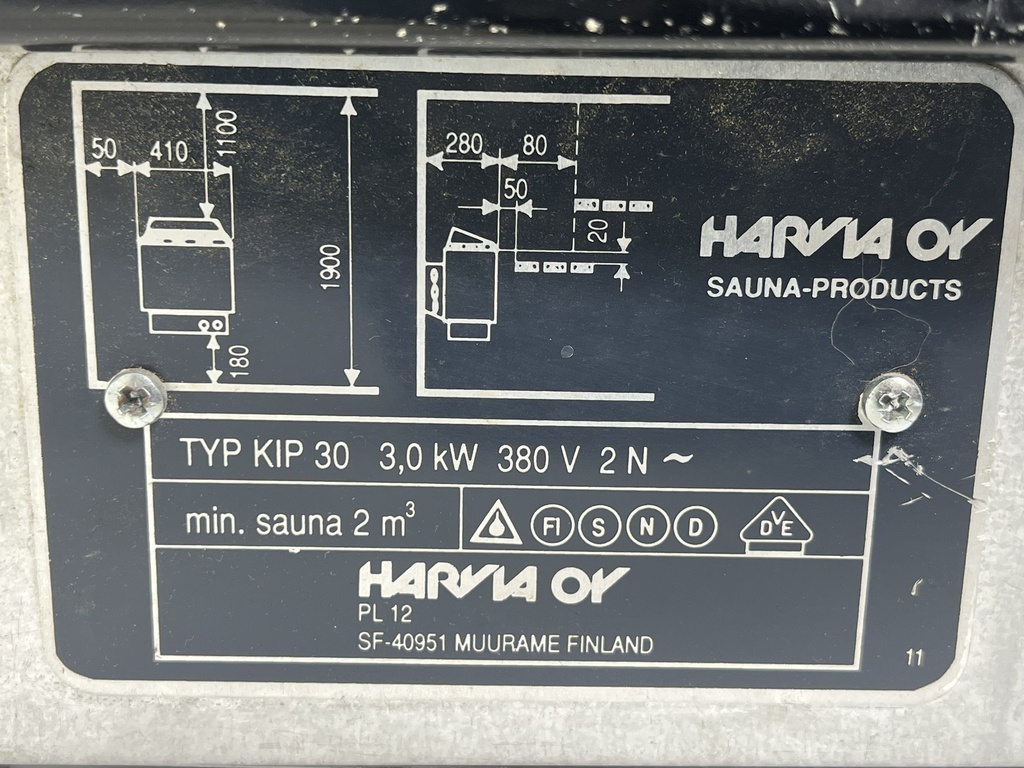 50 410 1100
1900
180
280 80
50
20
HARVIA OY
SAUNA-PRODUCTS
TYP KIP 30 3,0 kW 380 V 2 N ~
min. sauna 2 m³ FI S N D DVE
HARVIA OY
PL 12
SF-40951 MUURAME FINLAND
11